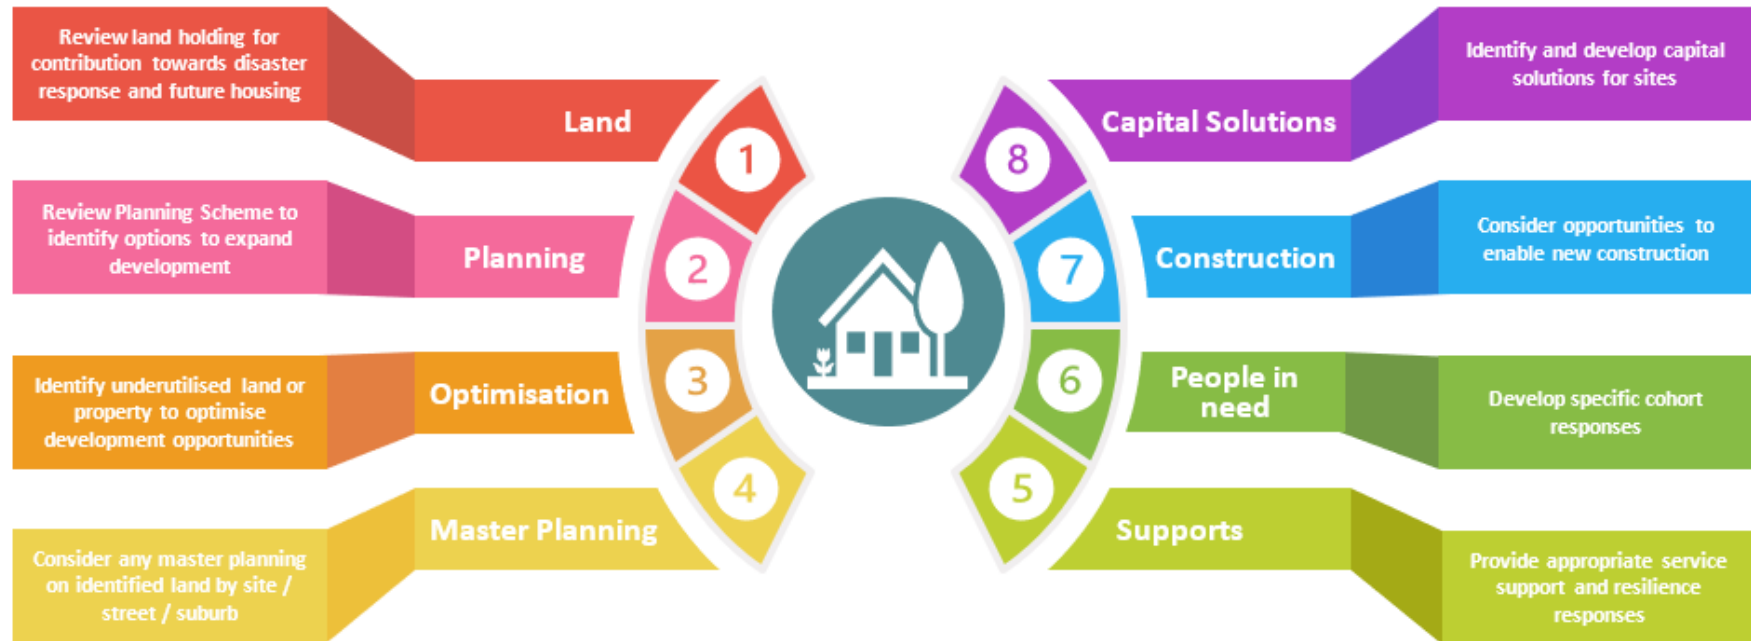 Review land holding for
contribution towards disaster
response and future housing
Land
1
Review Planning Scheme to
identify options to expand
development
Planning
2
Identify underutilised land or
property to optimise
development opportunities
Optimisation
3
Consider any master planning
on identified land by site /
street / suburb
Master Planning
4
8
Capital Solutions
Identify and develop capital
solutions for sites
7
Construction
Consider opportunities to
enable new construction
6
People in
need
Develop specific cohort
responses
5
Supports
Provide appropriate service
support and resilience
responses